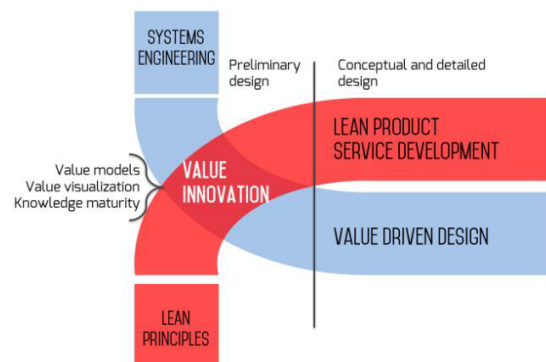 SYSTEMS
ENGINEERING
Preliminary
design
Conceptual and detailed
design
LEAN PRODUCT
SERVICE DEVELOPMENT
Value models
Value visualization
Knowledge maturity
VALUE
INNOVATION
VALUE DRIVEN DESIGN
LEAN
PRINCIPLES